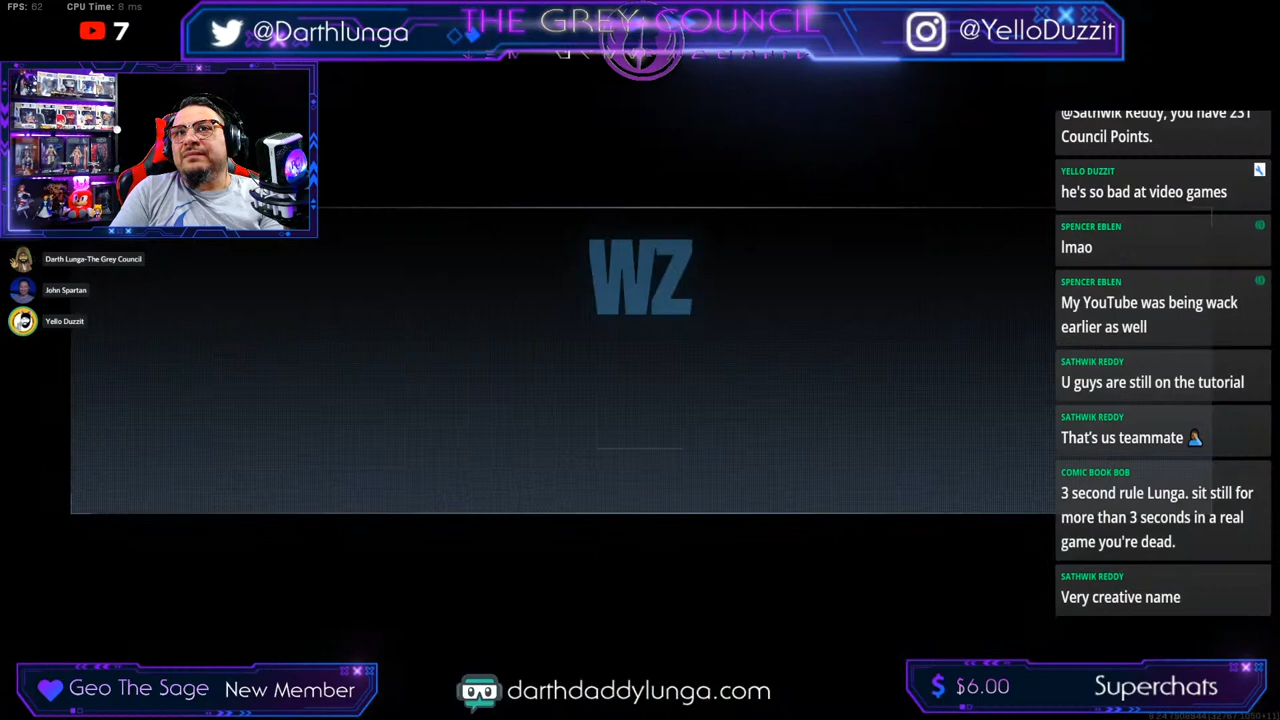 FPS: 62 CPU Time: 8 ms
7
@Darthlunga
THE GREY COUNCIL
@YelloDuzzit
@Sathwik Reddy, you have 231
Council Points.
YELLO DUZZIT
he's so bad at video games
SPENCER EBLEN
lmao
SPENCER EBLEN
My YouTube was being wack
earlier as well
SATHWIK REDDY
U guys are still on the tutorial
SATHWIK REDDY
That's us teammate
COMIC BOOK BOB
3 second rule Lunga. sit still for
more than 3 seconds in a real
game you're dead.
SATHWIK REDDY
Very creative name
Darth Lunga-The Grey Council
John Spartan
Yello Duzzit
WZ
Geo The Sage New Member
darthdaddylunga.com
$ $6.00 Superchats